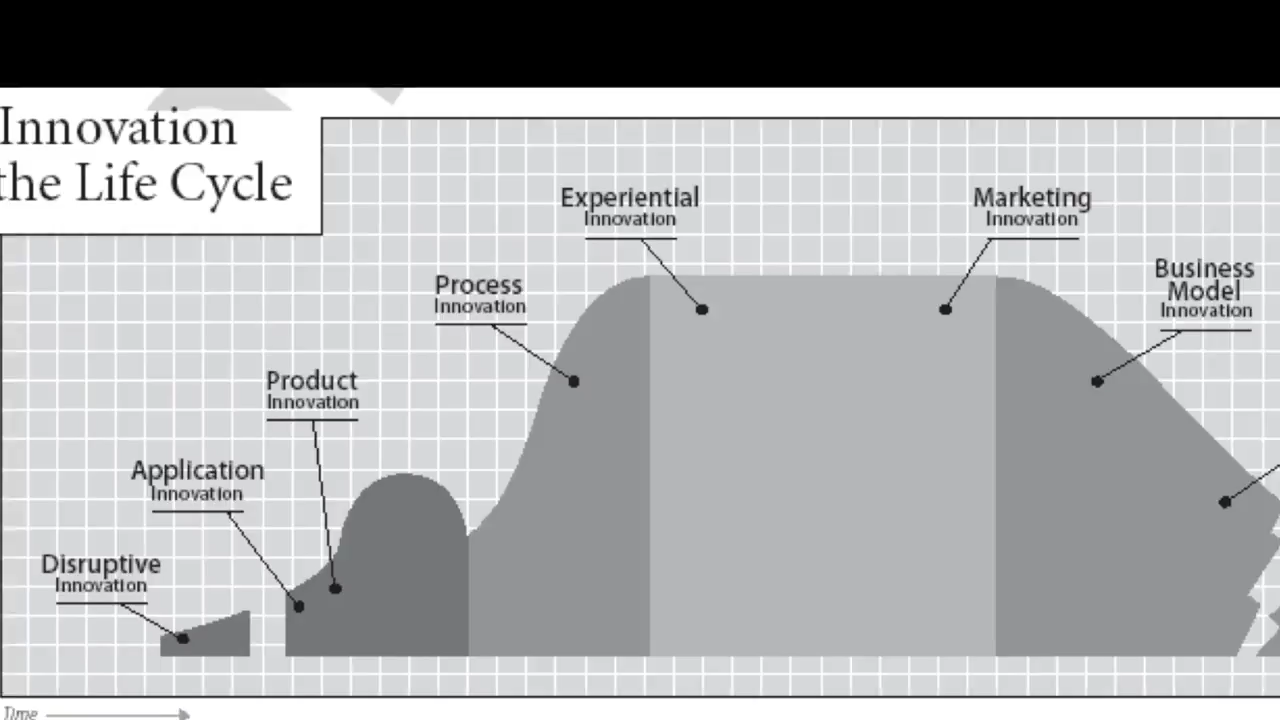 Innovation
the Life Cycle
Experiential
Innovation
Marketing
Innovation
Business
Model
Innovation
Process
Innovation
Product
Innovation
Application
Innovation
Disruptive
Innovation
Time